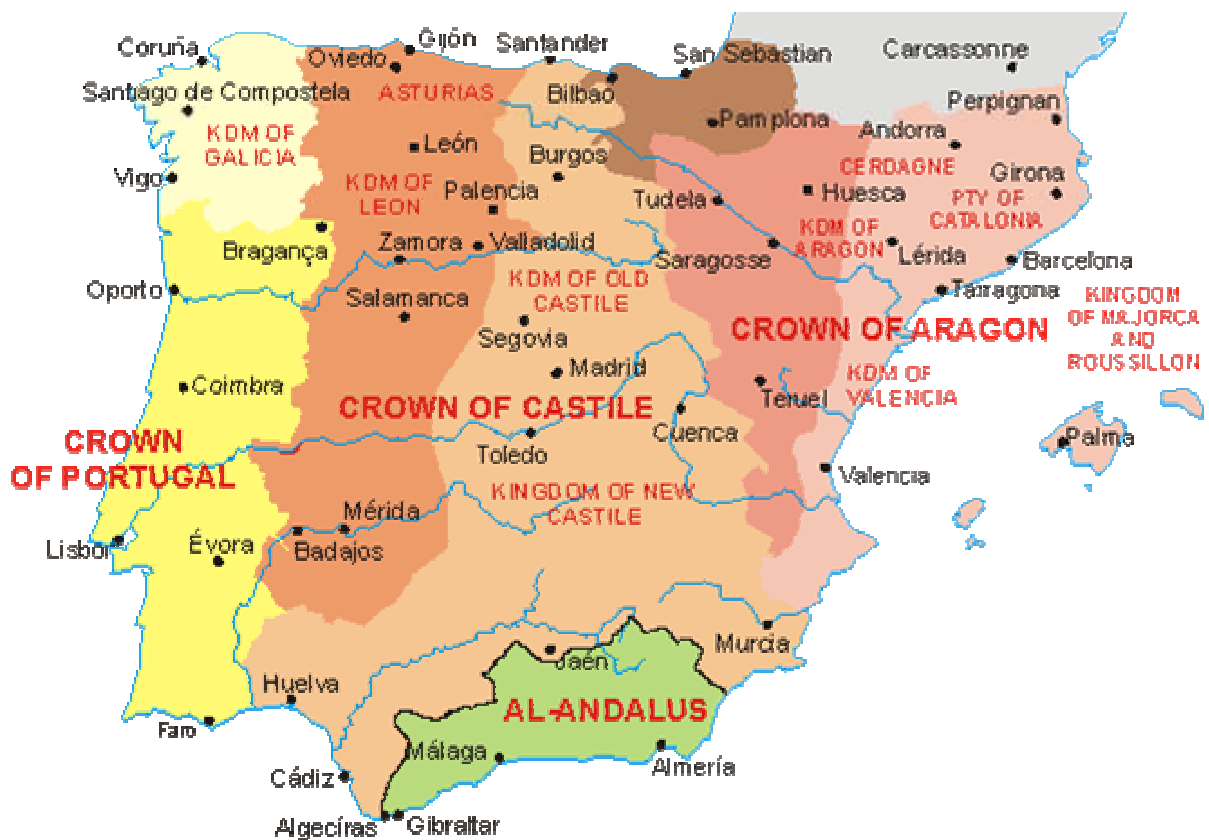 Coruña
Oviedo
Gijón
Santander
San Sebastian
Carcassonne
Santiago de Compostela
ASTURIAS
Bilbao
Perpignan
KDM OF
GALICIA
León
Pamplona
Andorra
Burgos
CERDAGNE
Girona
Vigo
KDM OF
LEON
Palencia
Tudela
Huesca
PTY OF
CATALONIA
Bragança
Zamora
Valladolid
KDM OF
ARAGON
Saragosse
Lérida
Barcelona
Oporto
Salamanca
KDM OF OLD
CASTILE
Tarragona
KINGDOM
OF MAJORCA
AND
ROUSSILLON
Segovia
CROWN OF ARAGON
Coimbra
Madrid
Teruel
KDM OF
VALENCIA
CROWN OF CASTILE
Cuenca
Palma
CROWN
OF PORTUGAL
Toledo
Valencia
KINGDOM OF NEW
CASTILE
Mérida
Lisbor
Évora
Badajos
Murcia
Jaén
Huelva
AL-ANDALUS
Faro
Málaga
Almería
Cádiz
Algecíras
Gibraltar